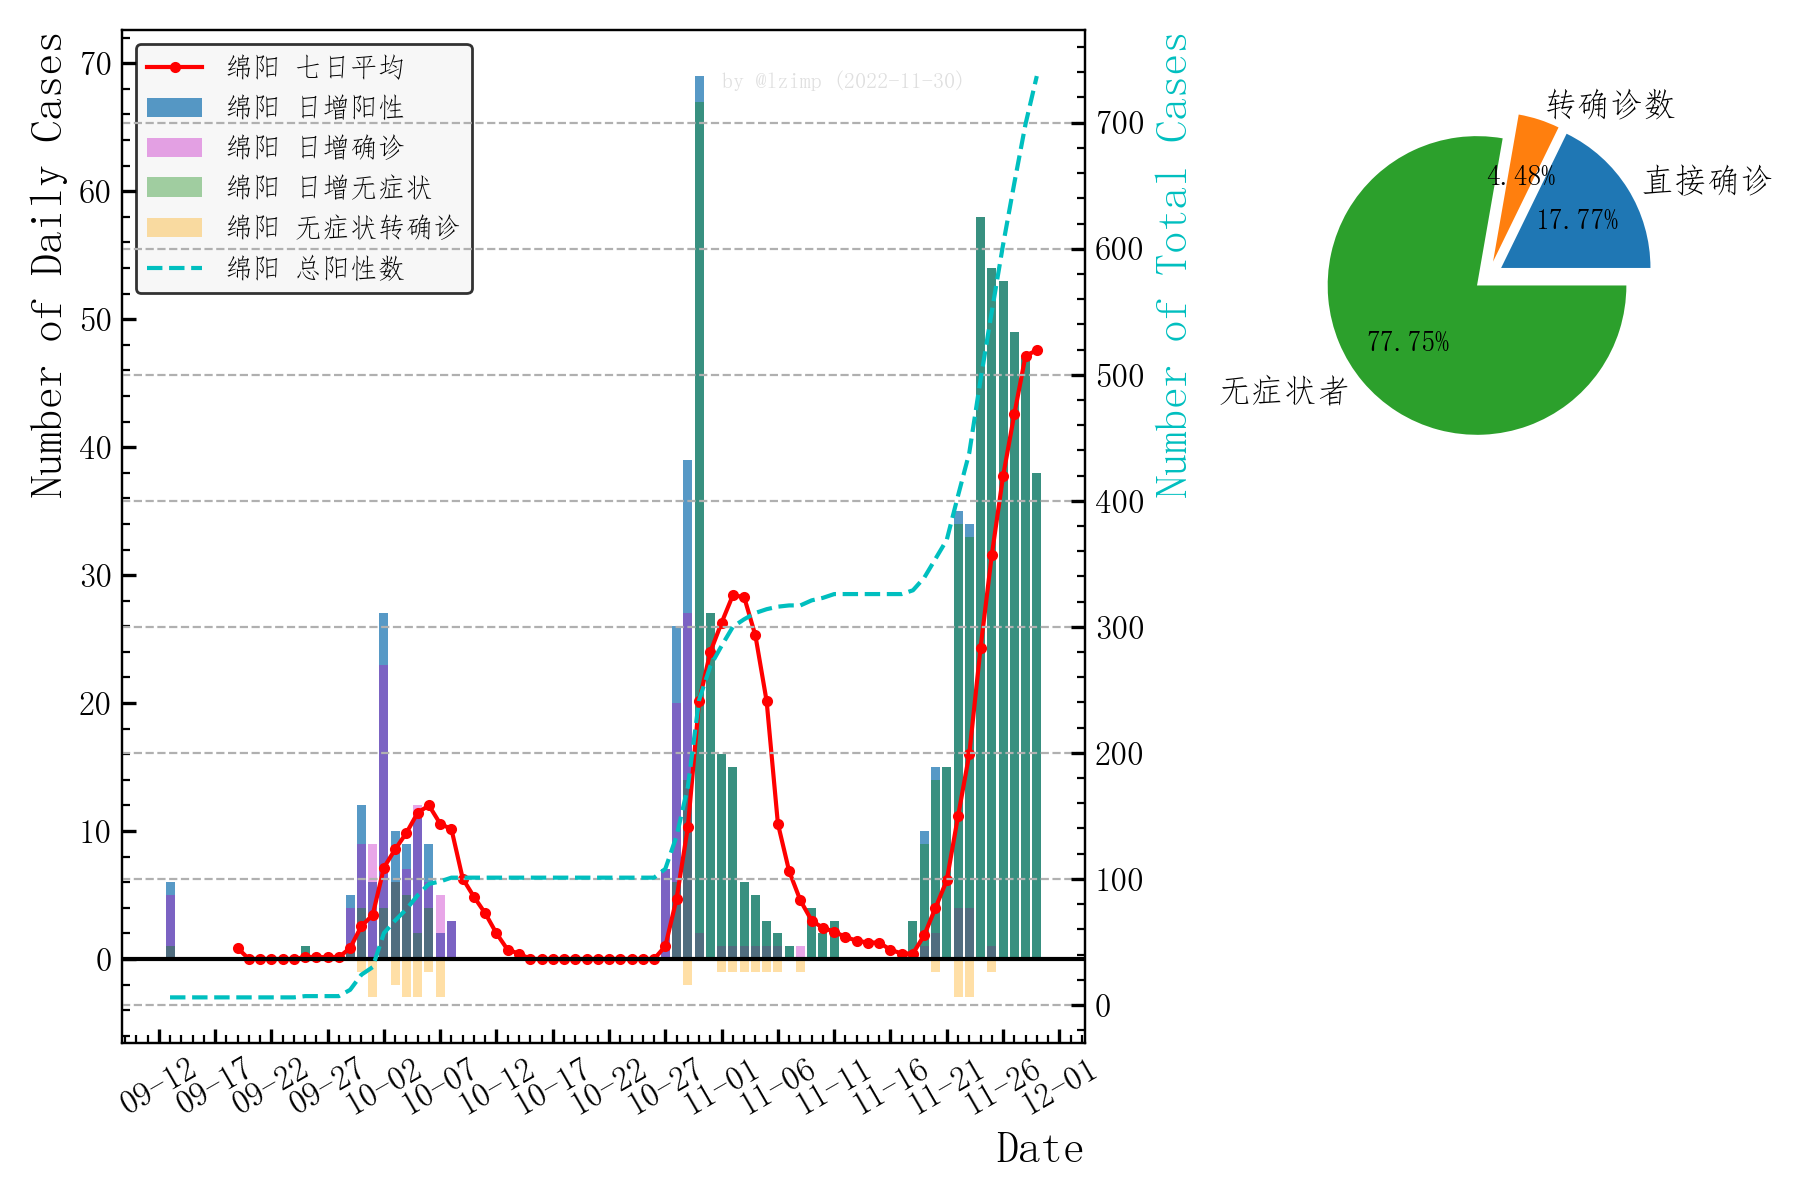 Number of Daily Cases
70
60
50
40
30
20
10
0
绵阳 七日平均
绵阳 日增阳性
绵阳 日增确诊
绵阳 日增无症状
绵阳 无症状转确诊
绵阳 总阳性数
by @lzimp (2022-11-30)
700
600
500
400
300
200
100
0
Number of Total Cases
09-12
09-17
09-22
09-27
10-02
10-07
10-12
10-17
10-22
10-27
11-01
11-06
11-11
11-16
11-21
11-26
12-01
Date
转确诊数
4.48%
直接确诊
17.77%
77.75%
无症状者